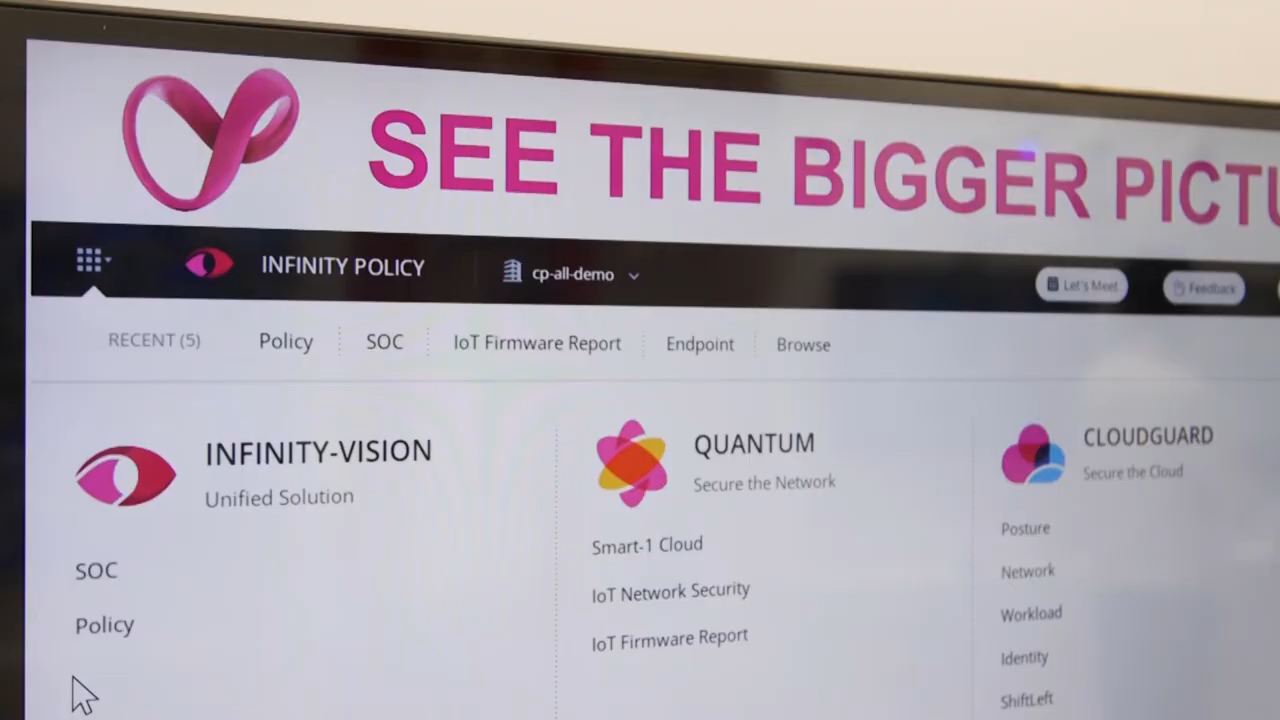 SEE THE BIGGER PICTU
INFINITY POLICY
cp-all-demo
Let's Meet
Feedback
RECENT (5)
Policy
SOC
IoT Firmware Report
Endpoint
Browse
INFINITY-VISION
Unified Solution
SOC
Policy
QUANTUM
Secure the Network
Smart-1 Cloud
IoT Network Security
IoT Firmware Report
CLOUDGUARD
Secure the Cloud
Posture
Network
Workload
Identity
ShiftLeft